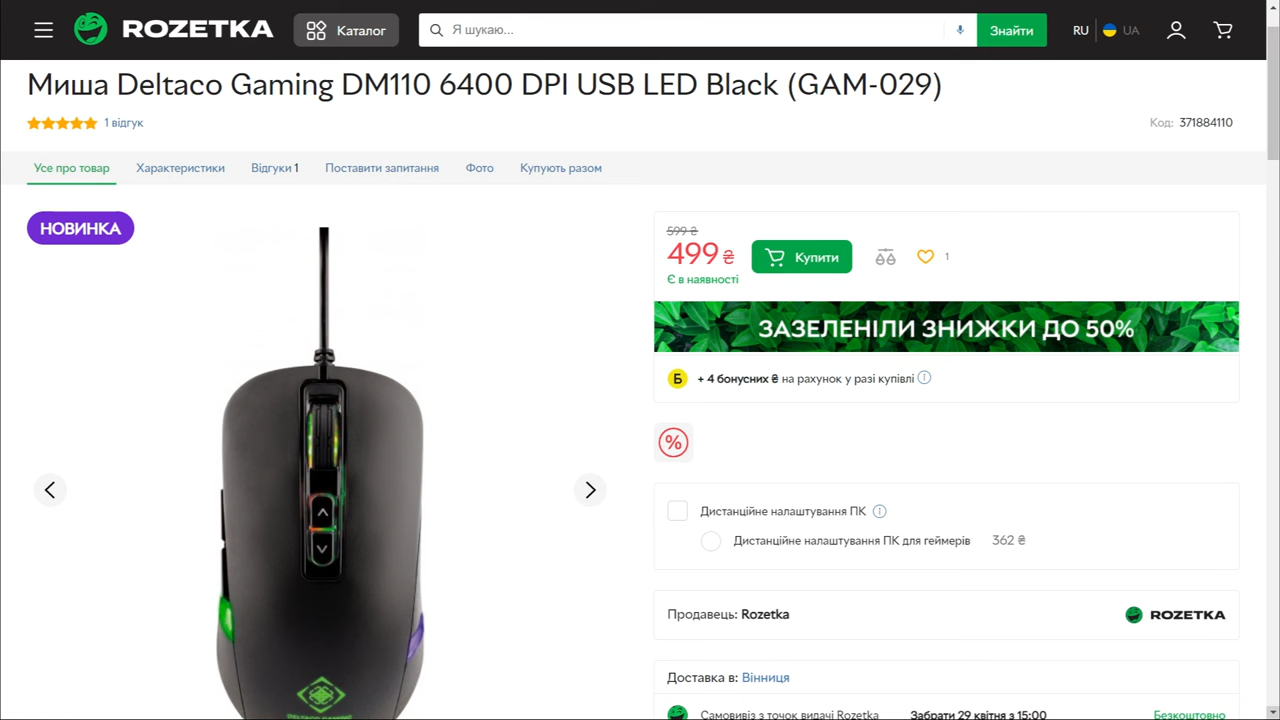 ROZETKA
Каталог
Я шукаю...
Знайти
RU
UA
Миша Deltaco Gaming DM110 6400 DPI USB LED Black (GAM-029)
1 відгук
Код: 371884110
Усе про товар
Характеристики
Відгуки 1
Поставити запитання
Фото
Купують разом
НОВИНКА
599 ₴
499 ₴
Купити
1
Є в наявності
ЗАЗЕЛЕНІЛИ ЗНИЖКИ ДО 50%
Б + 4 бонусних ₴ на рахунок у разі купівлі
%
Дистанційне налаштування ПК
Дистанційне налаштування ПК для геймерів 362 ₴
Продавець: Rozetka
ROZETKA
Доставка в: Вінниця
Самовивіз з точок видачі Rozetka Забрати 29 квітня з 15:00 Безкоштовно
DELTACO GAMING